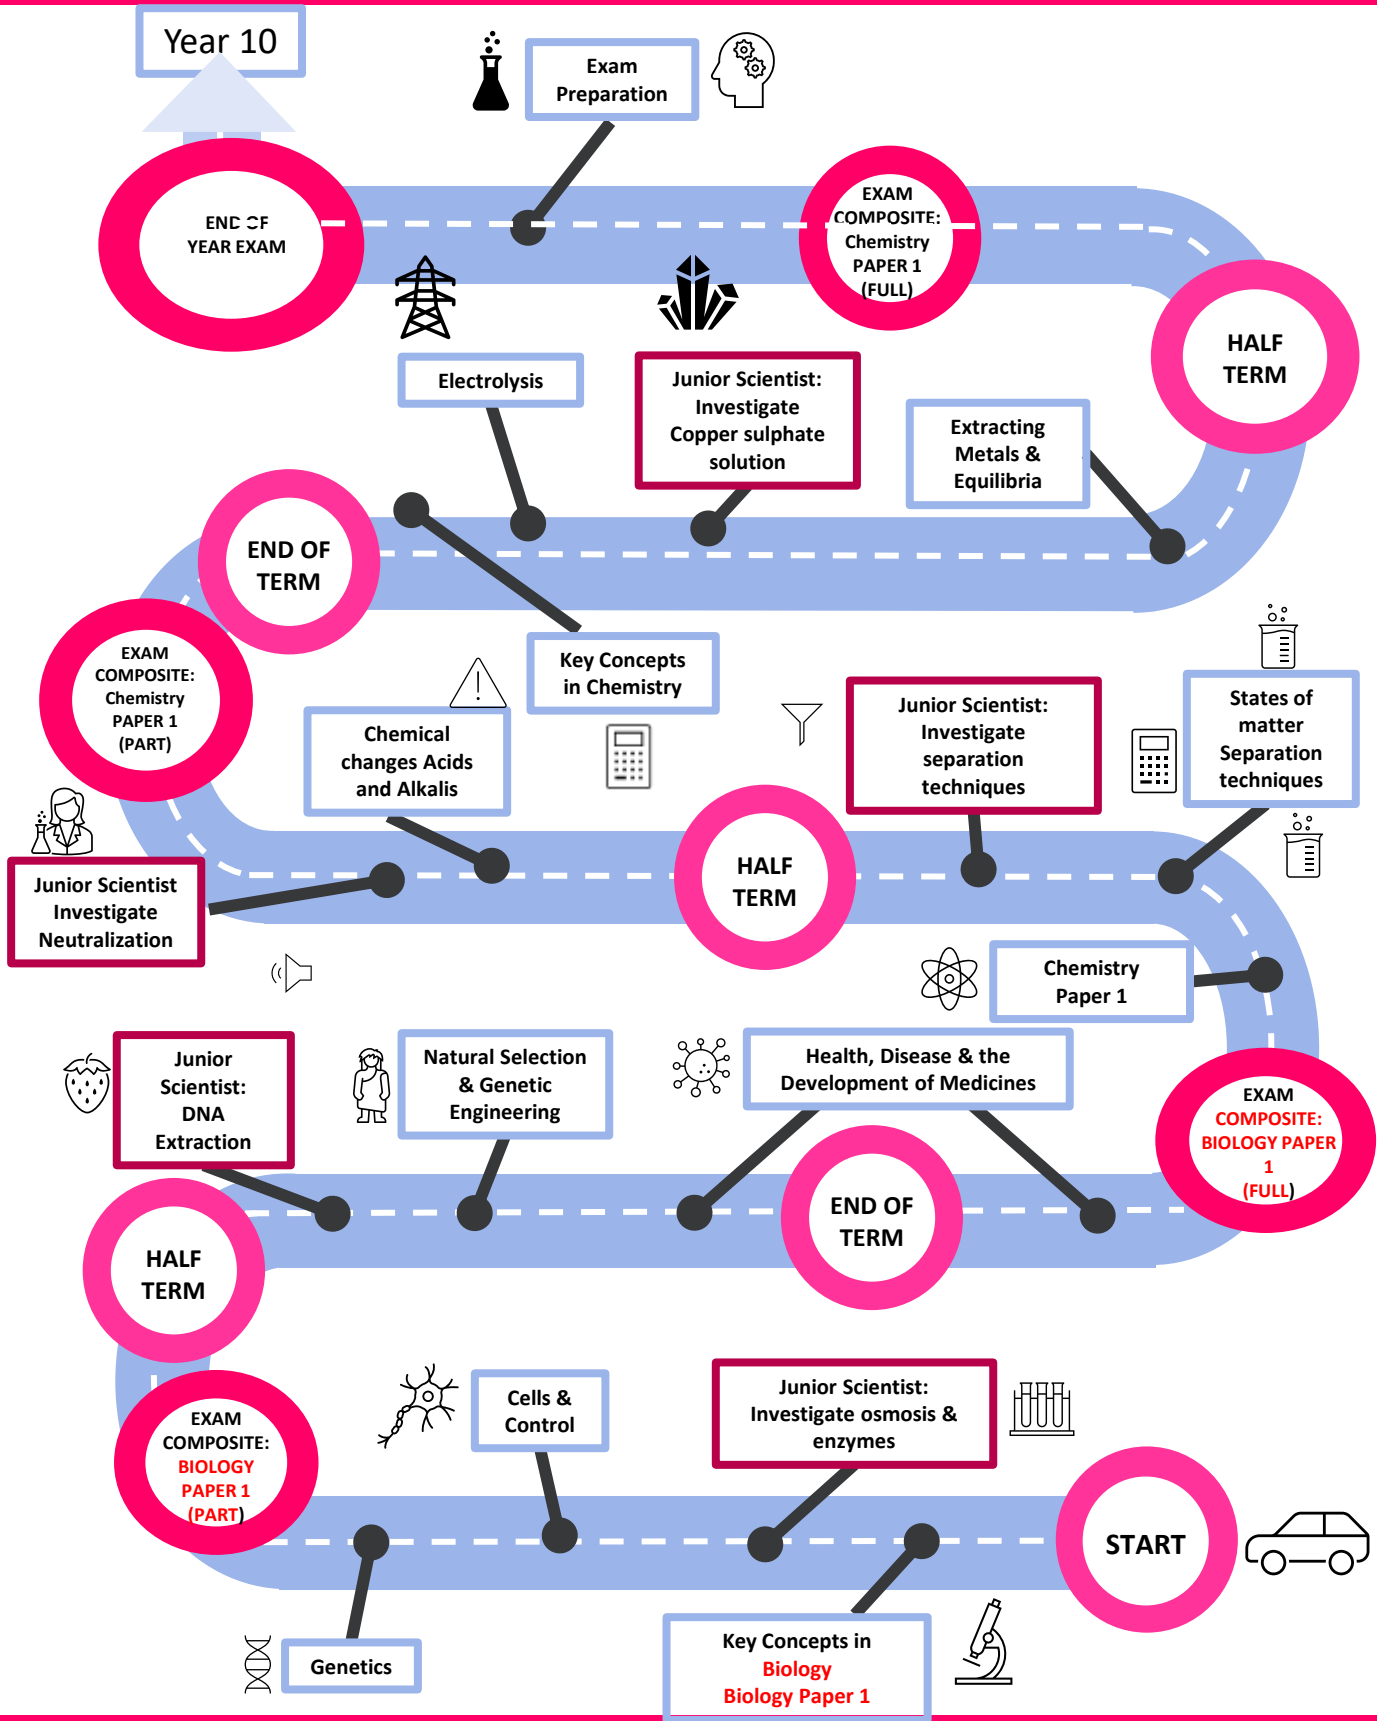 Year 10
Exam
Preparation
END OF
YEAR EXAM
EXAM
COMPOSITE:
Chemistry
PAPER 1
(FULL)
HALF
TERM
Electrolysis
Junior Scientist:
Investigate
Copper sulphate
solution
Extracting
Metals &
Equilibria
END OF
TERM
EXAM
COMPOSITE:
Chemistry
PAPER 1
(PART)
Key Concepts
in Chemistry
Chemical
changes Acids
and Alkalis
Junior Scientist:
Investigate
separation
techniques
States of
matter
Separation
techniques
HALF
TERM
Junior Scientist
Investigate
Neutralization
Chemistry
Paper 1
Junior
Scientist:
DNA
Extraction
Natural Selection
& Genetic
Engineering
Health, Disease & the
Development of Medicines
EXAM
COMPOSITE:
BIOLOGY PAPER
1
(FULL)
END OF
TERM
HALF
TERM
EXAM
COMPOSITE:
BIOLOGY
PAPER 1
(PART)
Cells &
Control
Junior Scientist:
Investigate osmosis &
enzymes
START
Genetics
Key Concepts in
Biology
Biology Paper 1